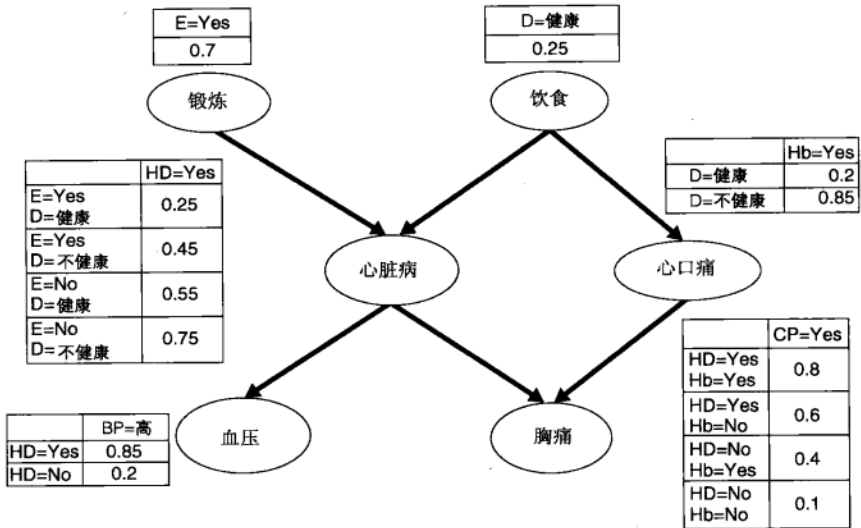 E=Yes
0.7
D=健康
0.25
锻炼
饮食
HD=Yes
E=Yes
D=健康
0.25
E=Yes
D=不健康
0.45
E=No
D=健康
0.55
E=No
D=不健康
0.75
Hb=Yes
D=健康
0.2
D=不健康
0.85
心脏病
心口痛
CP=Yes
HD=Yes
Hb=Yes
0.8
HD=Yes
Hb=No
0.6
HD=No
Hb=Yes
0.4
HD=No
Hb=No
0.1
BP=高
HD=Yes
0.85
HD=No
0.2
血压
胸痛